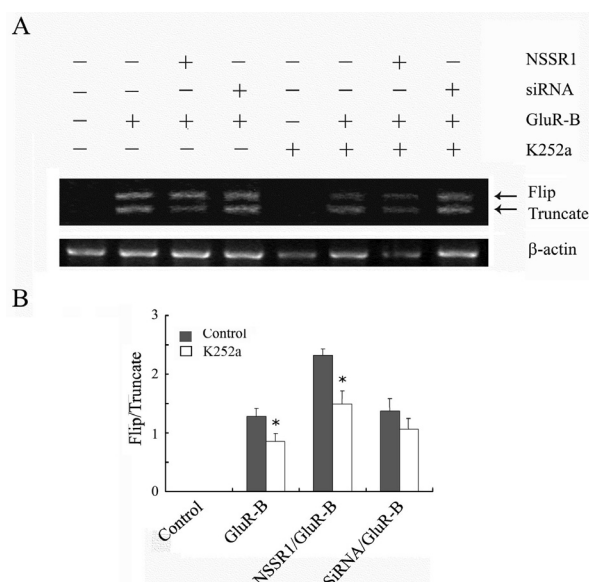 A
− − + − − − + − NSSR1
− − − + − − − + siRNA
− + + + − + + + GluR-B
− − − − + + + + K252a
Flip
Truncate
β-actin
B
3
Control
K252a
2
*
*
1
0
Flip/Truncate
Control
GluR-B
NSSR1/GluR-B
SiRNA/GluR-B